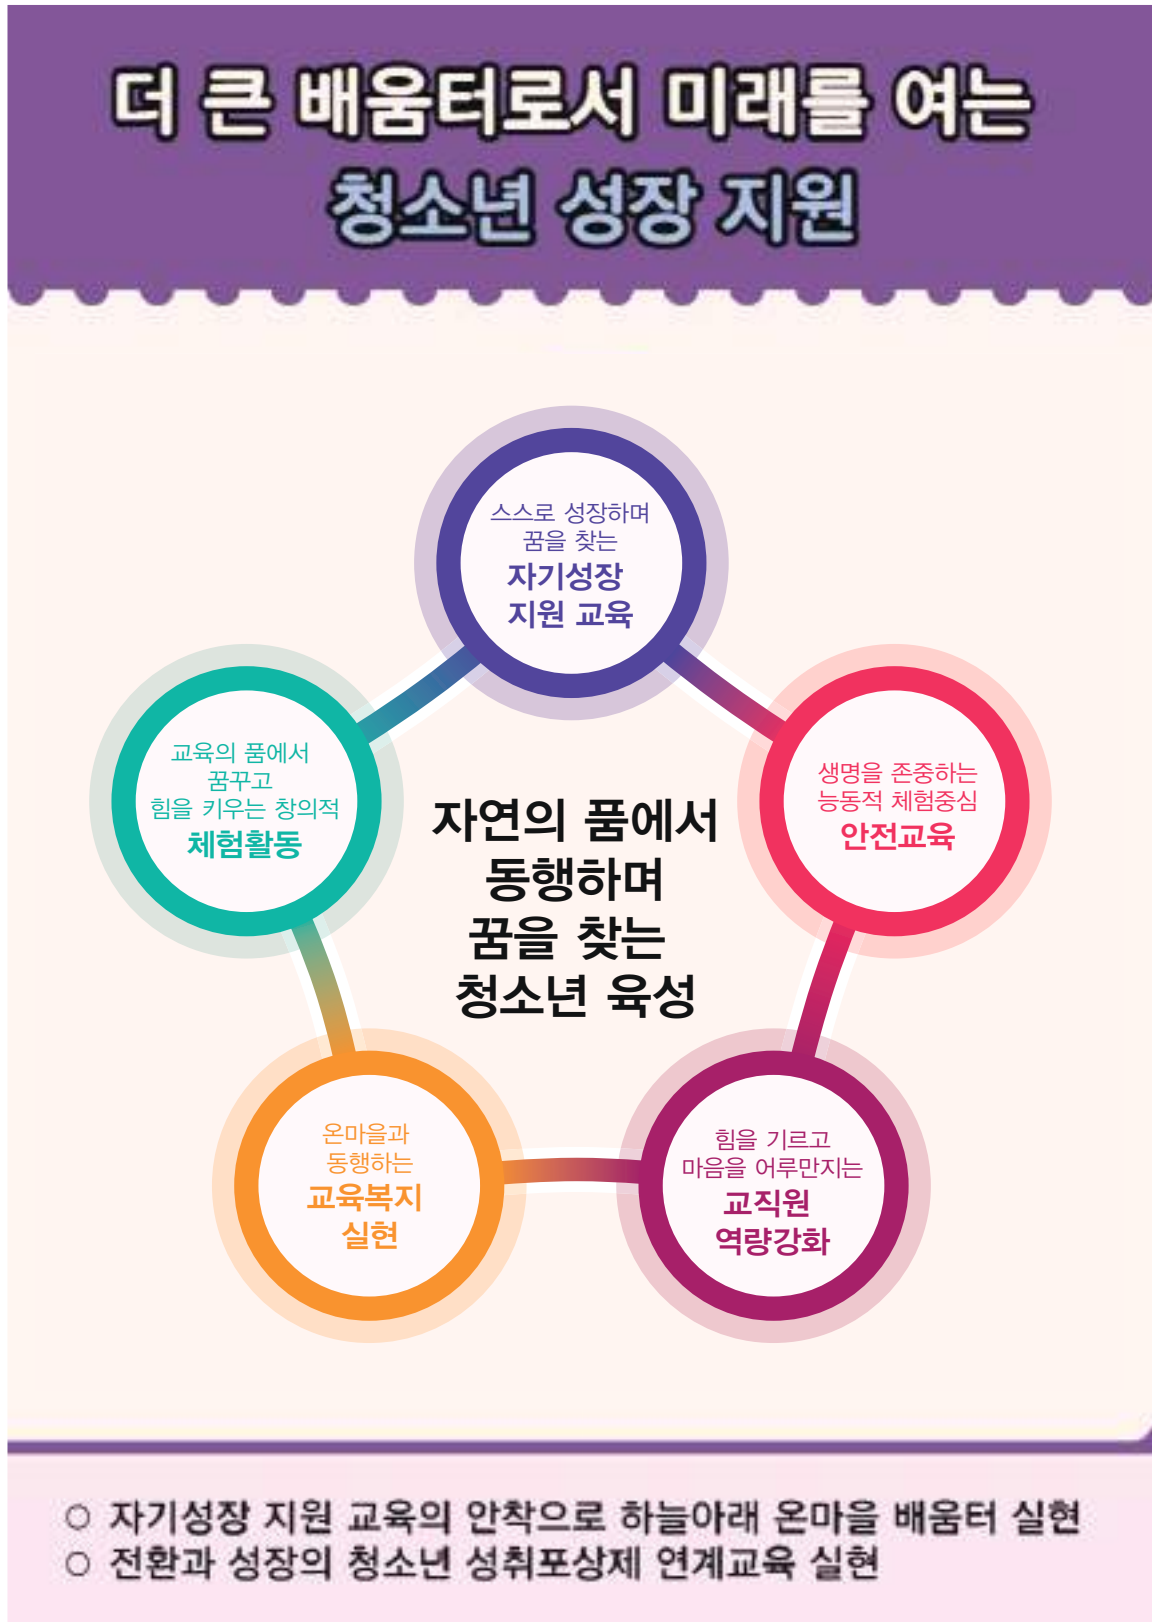 더 큰 배움터로서 미래를 여는
청소년 성장 지원
스스로 성장하며
꿈을 찾는
자기성장
지원 교육
교육의 품에서
꿈꾸고
힘을 키우는 창의적
체험활동
생명을 존중하는
능동적 체험중심
안전교육
자연의 품에서
동행하며
꿈을 찾는
청소년 육성
온마을과
동행하는
교육복지
실현
힘을 기르고
마음을 어루만지는
교직원
역량강화
○ 자기성장 지원 교육의 안착으로 하늘아래 온마을 배움터 실현
○ 전환과 성장의 청소년 성취포상제 연계교육 실현